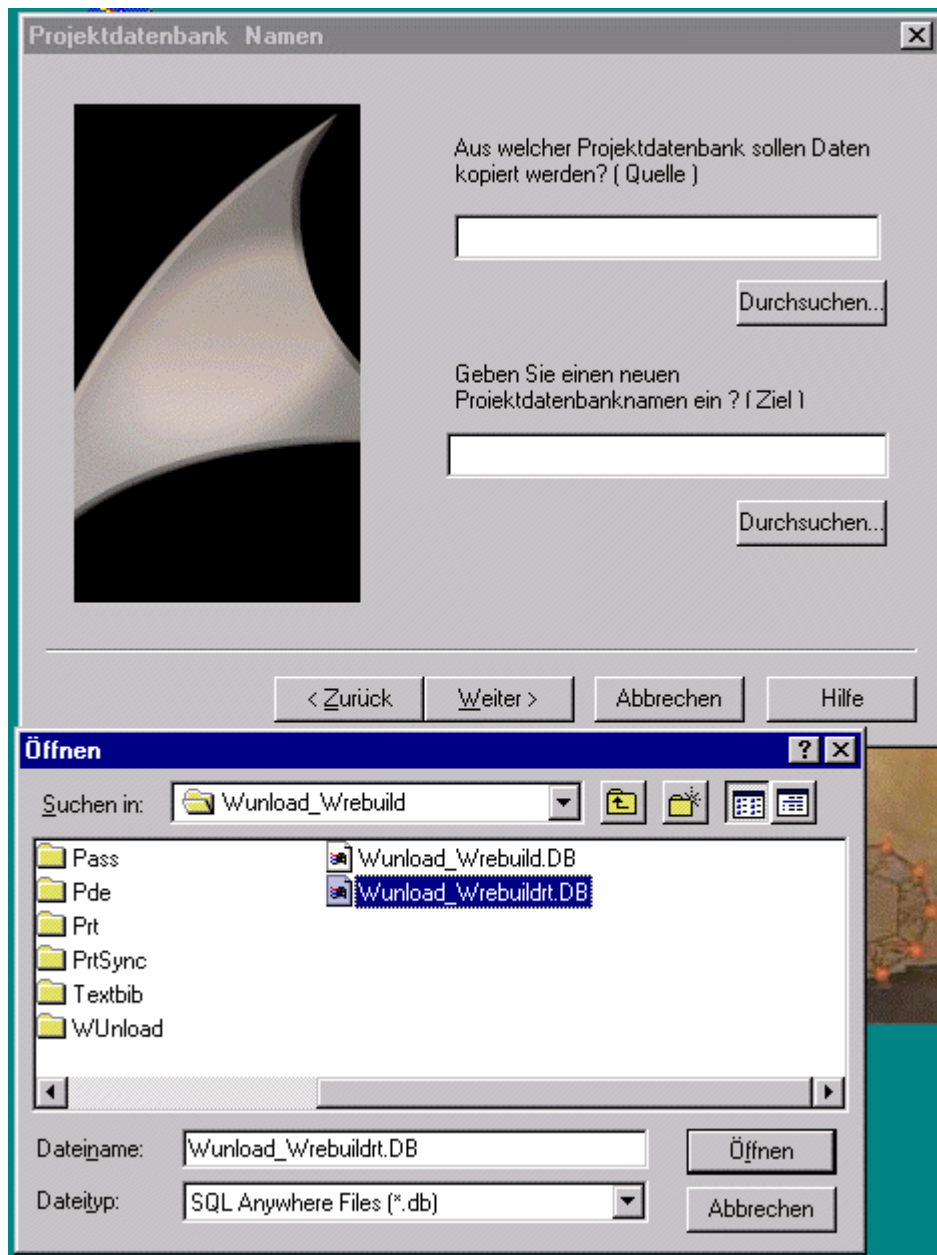 Projektdatenbank Namen
Aus welcher Projektdatenbank sollen Daten
kopiert werden? ( Quelle )
Durchsuchen...
Geben Sie einen neuen
Projektdatenbanknamen ein ? ( Ziel )
Durchsuchen...
< Zurück
Weiter >
Abbrechen
Hilfe
Öffnen
Suchen in:
Wunload_Wrebuild
Pass
Pde
Prt
PrtSync
Textbib
WUnload
Wunload_Wrebuild.DB
Wunload_Wrebuildrt.DB
Dateiname:
Wunload_Wrebuildrt.DB
Öffnen
Dateityp:
SQL Anywhere Files (*.db)
Abbrechen